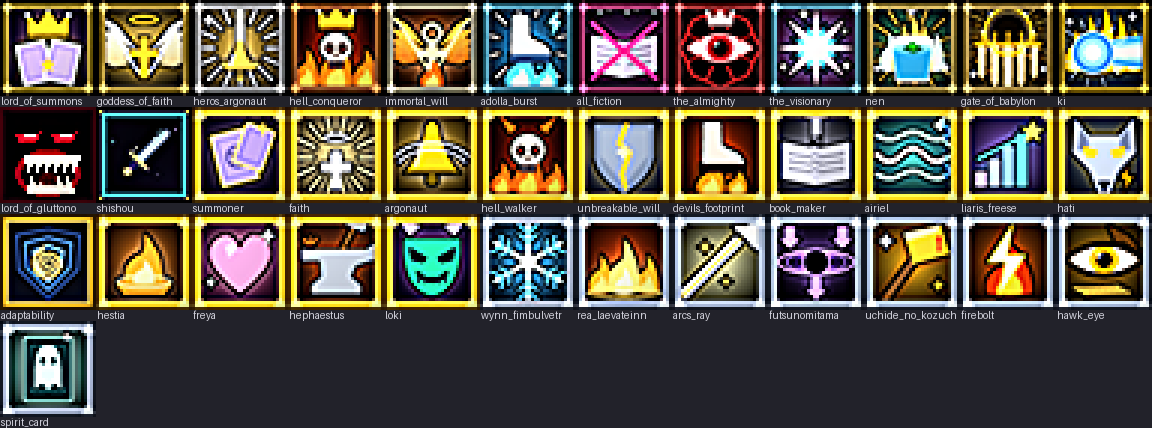 lord_of_summons goddess_of_faith heros_argonaut hell_conqueror immortal_will adolla_burst all_fiction the_almighty the_visionary nen gate_of_babylon ki
lord_of_gluttono shishou summoner faith argonaut hell_walker unbreakable_will devils_footprint book_maker airiel liaris_freese hati
adaptability hestia freya hephaestus loki wynn_fimbulvetr rea_laevateinn arcs_ray futsunomitama uchide_no_kozuch firebolt hawk_eye
spirit_card